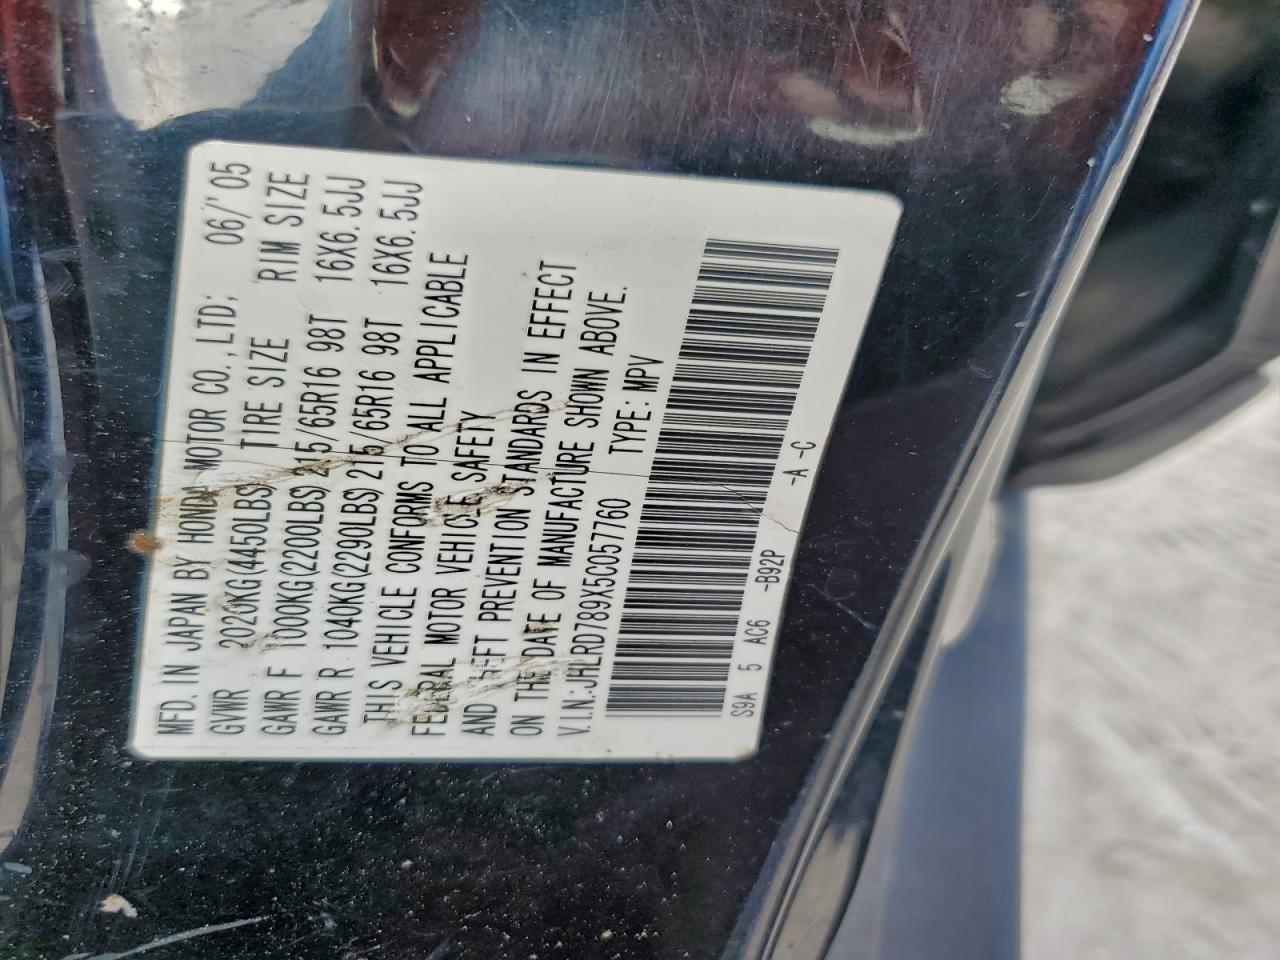 MFD. IN JAPAN BY HONDA MOTOR CO., LTD; 06/'05
GVWR 2020KG(4450LBS) TIRE SIZE RIM SIZE
GAWR F 1000KG(2200LBS) 215/65R16 98T 16X6.5JJ
GAWR R 1040KG(2290LBS) 215/65R16 98T 16X6.5JJ
THIS VEHICLE CONFORMS TO ALL APPLICABLE
FEDERAL MOTOR VEHICLE SAFETY
AND THEFT PREVENTION STANDARDS IN EFFECT
ON THE DATE OF MANUFACTURE SHOWN ABOVE.
V.I.N.:JHLRD789X5C057760 TYPE: MPV
S9A 5 AC6 -B92P -A -C